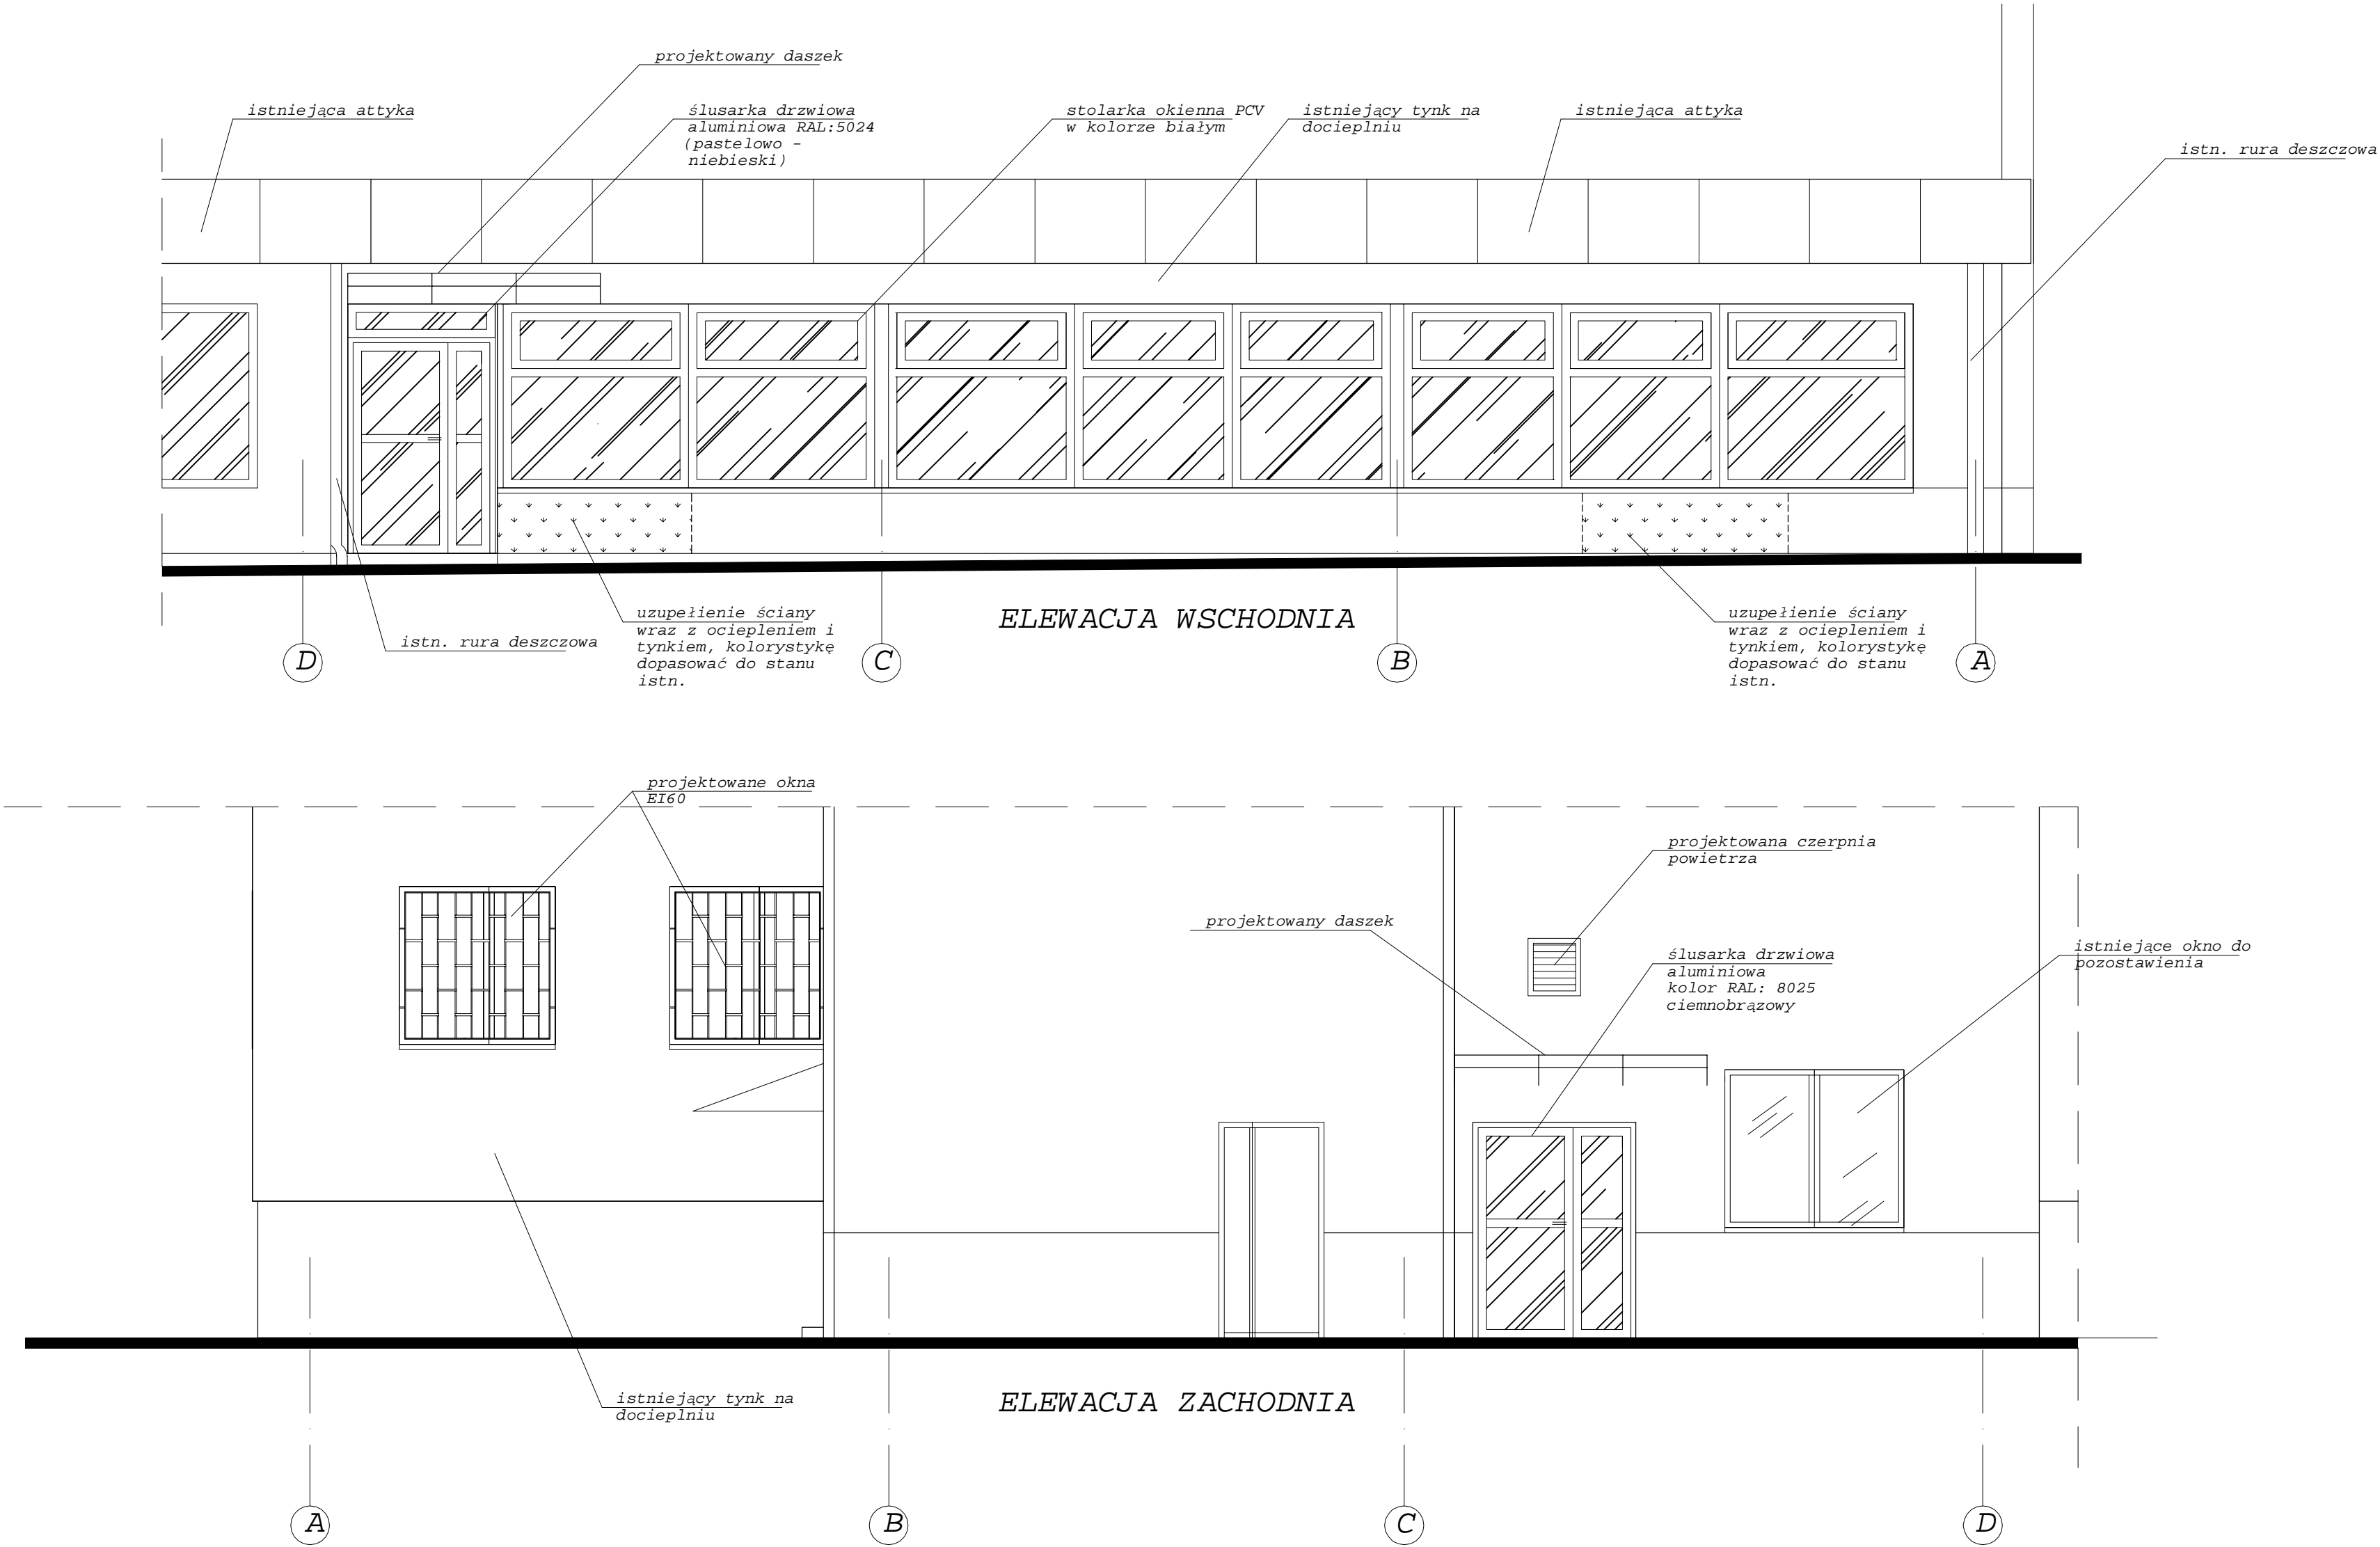 projektowany daszek
istniejąca attyka
ślusarka drzwiowa
aluminiowa RAL:5024
(pastelowo -
niebieski)
stolarka okienna PCV
w kolorze białym
istniejący tynk na
docieplniu
istniejąca attyka
istn. rura deszczowa
istn. rura deszczowa
uzupełienie ściany
wraz z ociepleniem i
tynkiem, kolorystykę
dopasować do stanu
istn.
ELEWACJA WSCHODNIA
uzupełienie ściany
wraz z ociepleniem i
tynkiem, kolorystykę
dopasować do stanu
istn.
D
C
B
A
projektowane okna
EI60
projektowana czerpnia
powietrza
projektowany daszek
ślusarka drzwiowa
aluminiowa
kolor RAL: 8025
ciemnobrązowy
istniejące okno do
pozostawienia
istniejący tynk na
docieplniu
ELEWACJA ZACHODNIA
A
B
C
D